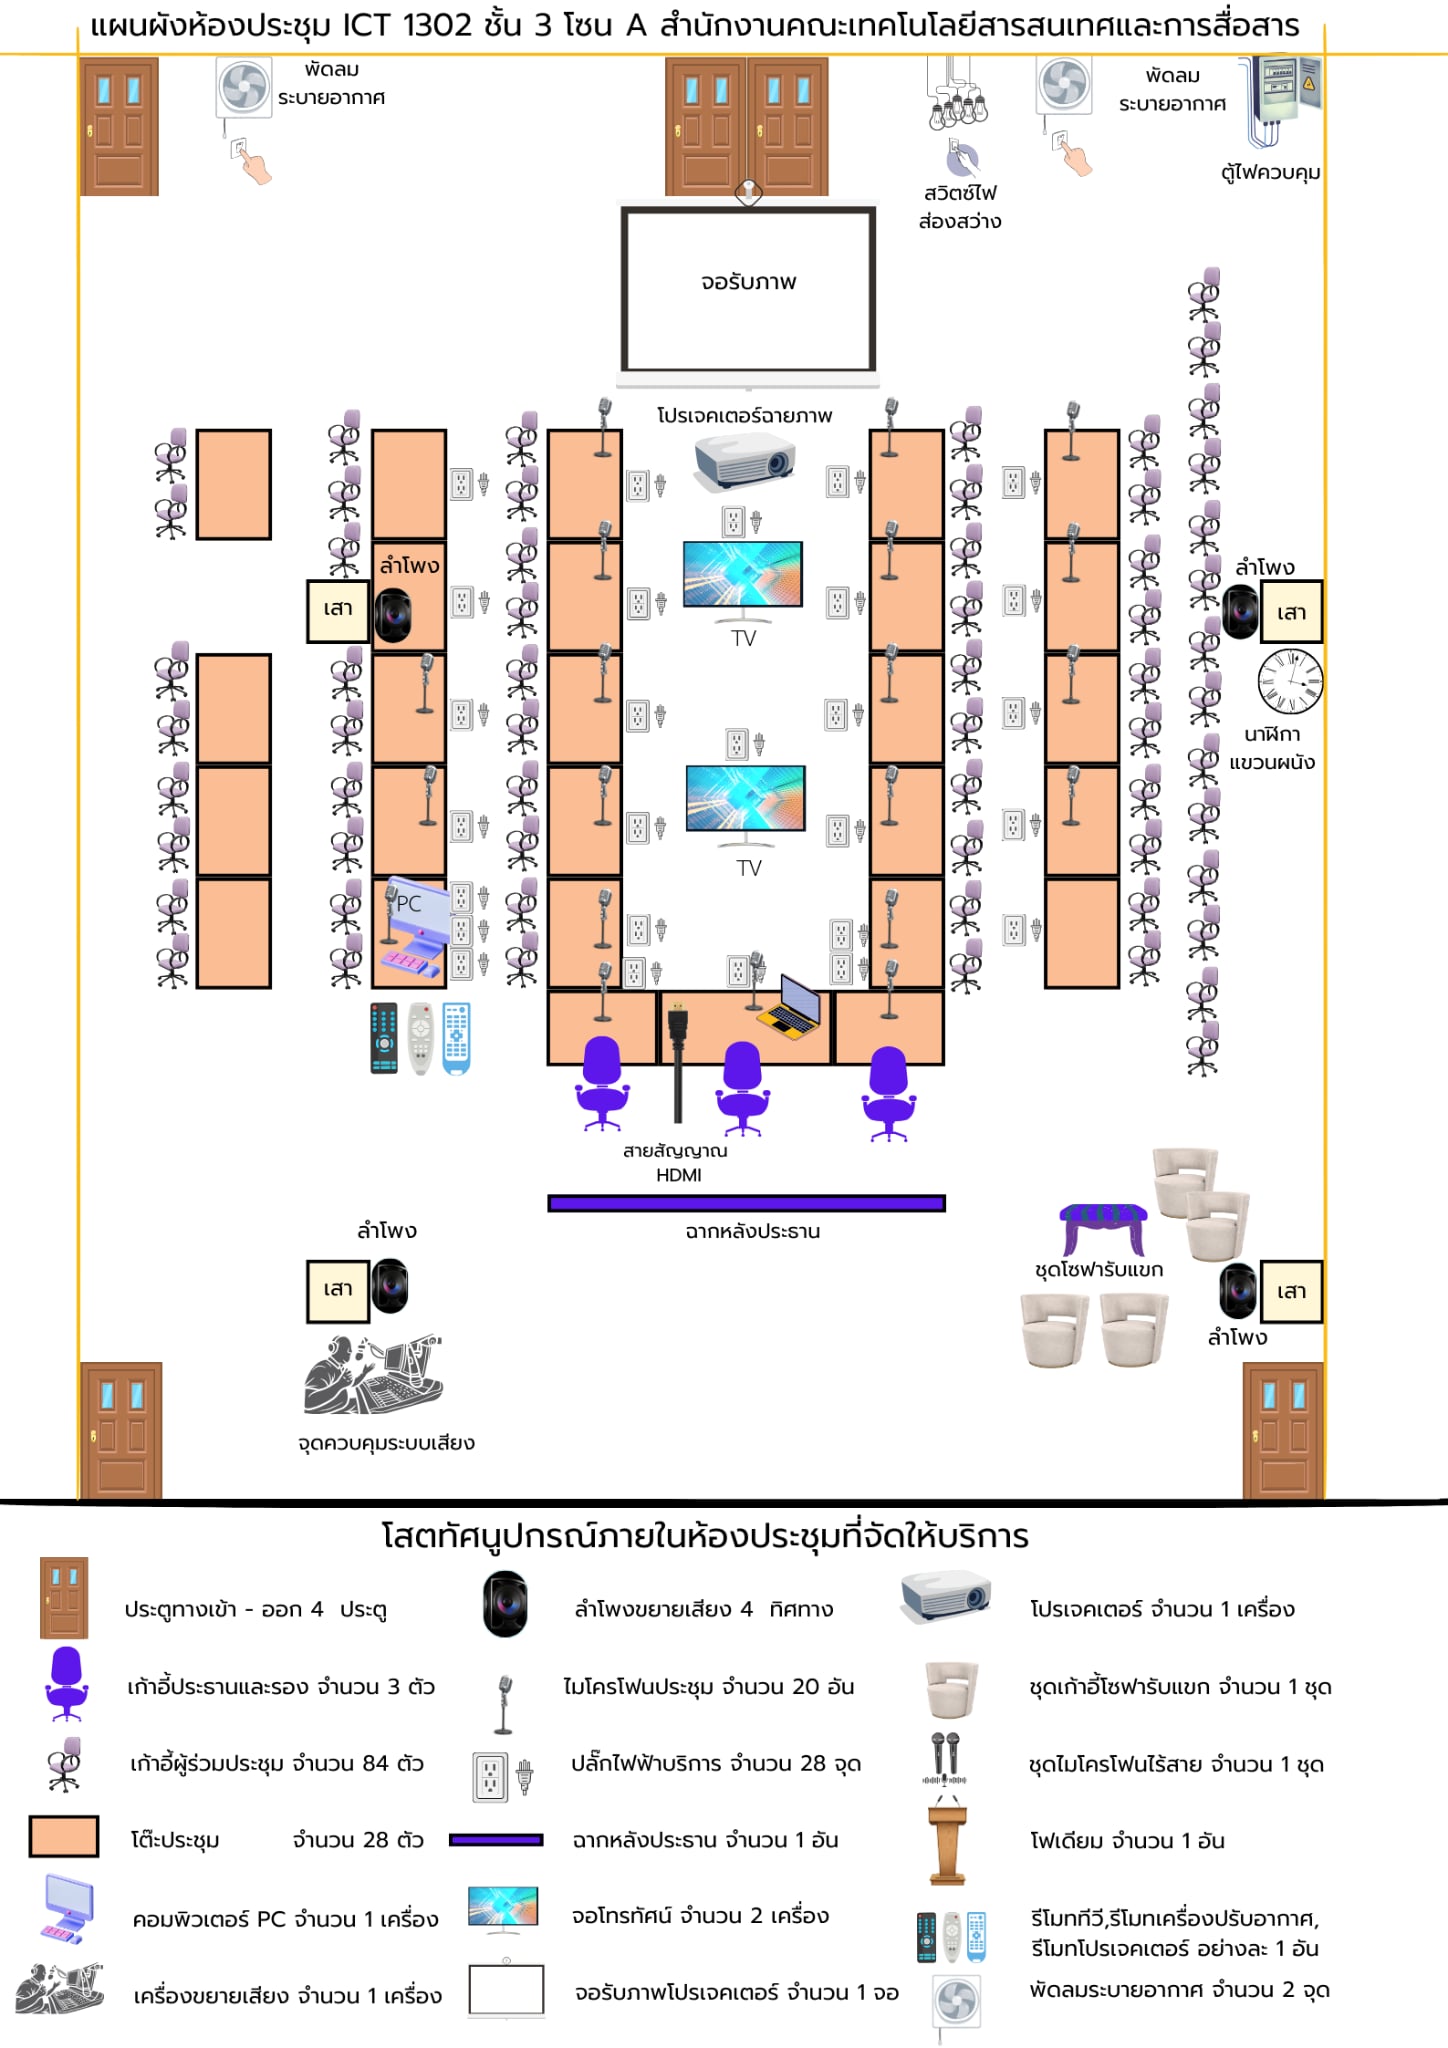 แผนผังห้องประชุม ICT 1302 ชั้น 3 โซน A สำนักงานคณะเทคโนโลยีสารสนเทศและการสื่อสาร
พัดลม
ระบายอากาศ
พัดลม
ระบายอากาศ
ตู้ไฟควบคุม
สวิตซ์ไฟ
ส่องสว่าง
จอรับภาพ
โปรเจคเตอร์ฉายภาพ
ลำโพง
เสา
TV
ลำโพง
เสา
นาฬิกา
แขวนผนัง
TV
PC
สายสัญญาณ
HDMI
ฉากหลังประธาน
ลำโพง
เสา
ชุดโซฟารับแขก
เสา
ลำโพง
จุดควบคุมระบบเสียง
โสตทัศนูปกรณ์ภายในห้องประชุมที่จัดให้บริการ
ประตูทางเข้า - ออก 4 ประตู
ลำโพงขยายเสียง 4 ทิศทาง
โปรเจคเตอร์ จำนวน 1 เครื่อง
เก้าอี้ประธานและรอง จำนวน 3 ตัว
ไมโครโฟนประชุม จำนวน 20 อัน
ชุดเก้าอี้โซฟารับแขก จำนวน 1 ชุด
เก้าอี้ผู้ร่วมประชุม จำนวน 84 ตัว
ปลั๊กไฟฟ้าบริการ จำนวน 28 จุด
ชุดไมโครโฟนไร้สาย จำนวน 1 ชุด
โต๊ะประชุม จำนวน 28 ตัว
ฉากหลังประธาน จำนวน 1 อัน
โฟเดียม จำนวน 1 อัน
คอมพิวเตอร์ PC จำนวน 1 เครื่อง
จอโทรทัศน์ จำนวน 2 เครื่อง
รีโมททีวี,รีโมทเครื่องปรับอากาศ,
รีโมทโปรเจคเตอร์ อย่างละ 1 อัน
เครื่องขยายเสียง จำนวน 1 เครื่อง
จอรับภาพโปรเจคเตอร์ จำนวน 1 จอ
พัดลมระบายอากาศ จำนวน 2 จุด